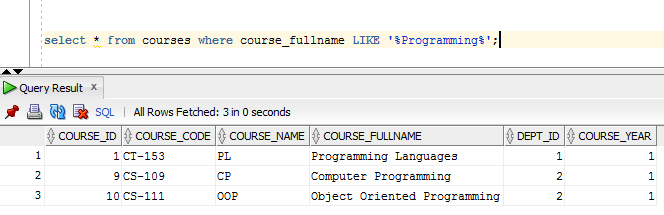 select * from courses where course_fullname LIKE '%Programming%';
Query Result x
SQL | All Rows Fetched: 3 in 0 seconds
COURSE_ID COURSE_CODE COURSE_NAME COURSE_FULLNAME DEPT_ID COURSE_YEAR
1 1 CT-153 PL Programming Languages 1 1
2 9 CS-109 CP Computer Programming 2 1
3 10 CS-111 OOP Object Oriented Programming 2 1